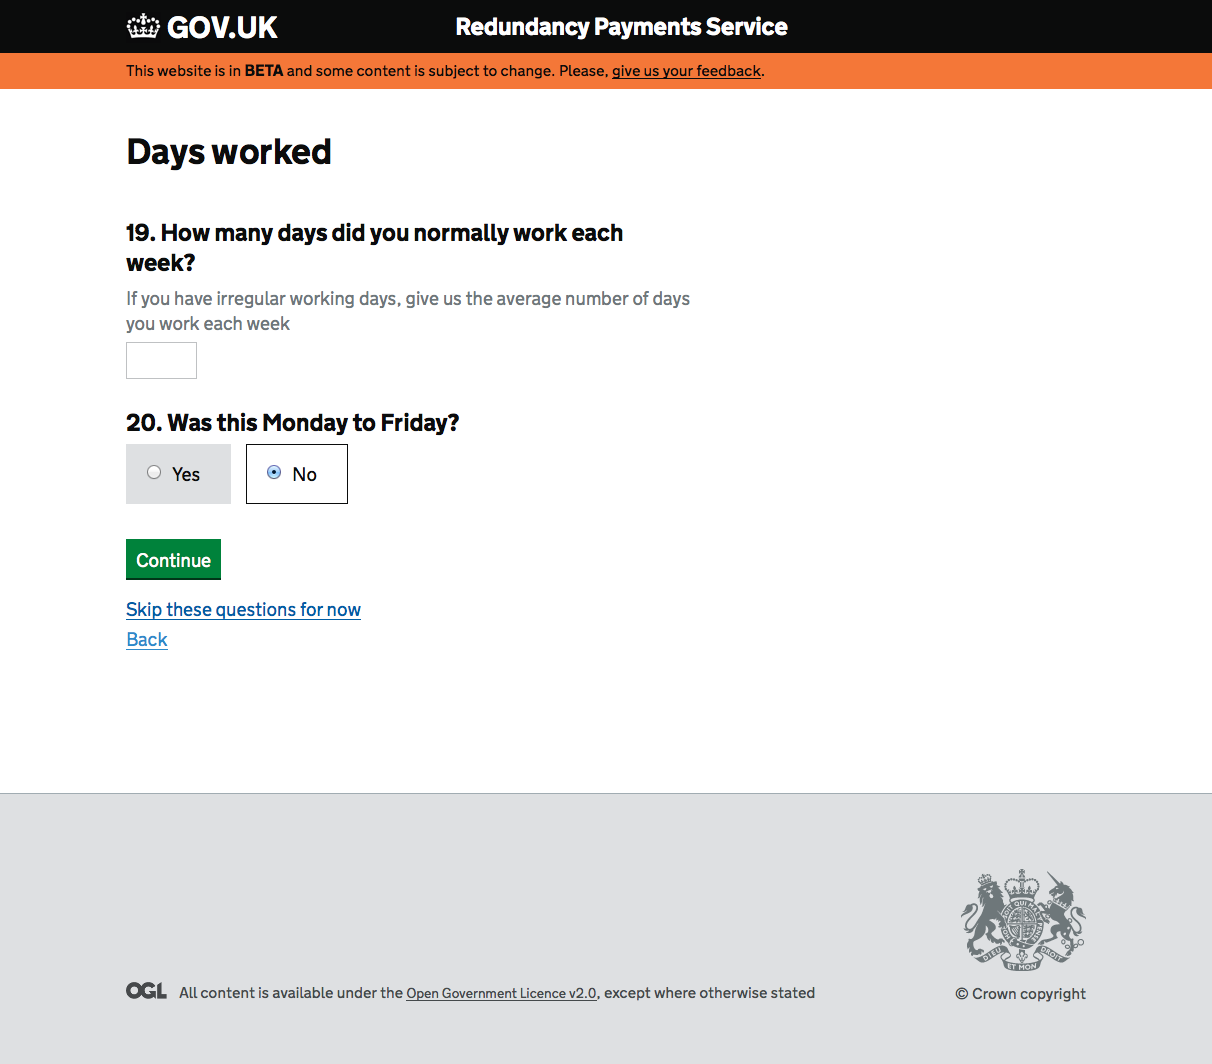 GOV.UK
Redundancy Payments Service
This website is in BETA and some content is subject to change. Please, give us your feedback.
Days worked
19. How many days did you normally work each
week?
If you have irregular working days, give us the average number of days
you work each week
20. Was this Monday to Friday?
Yes
No
Continue
Skip these questions for now
Back
DIEU ET MON DROIT
OGL
All content is available under the Open Government Licence v2.0, except where otherwise stated
© Crown copyright